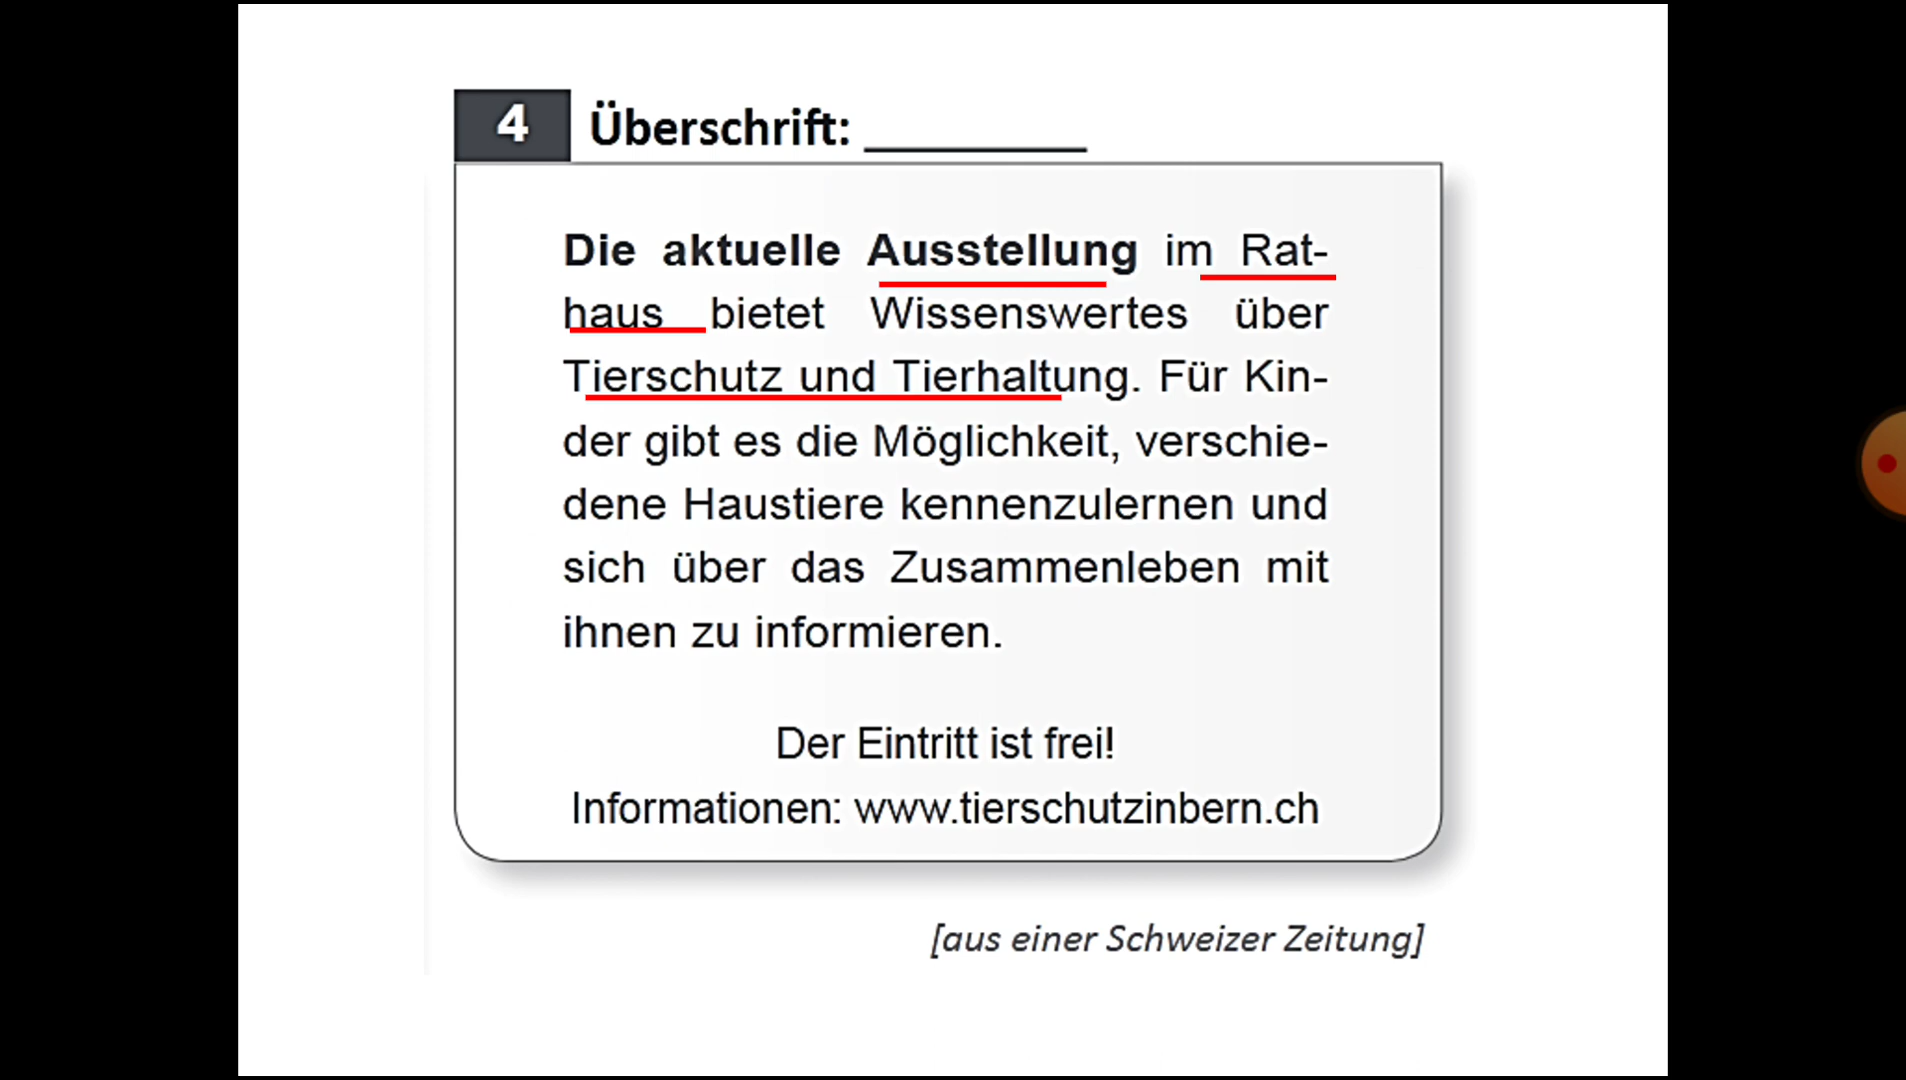 4 Überschrift: _________
Die aktuelle Ausstellung im Rat-
haus bietet Wissenswertes über
Tierschutz und Tierhaltung. Für Kin-
der gibt es die Möglichkeit, verschie-
dene Haustiere kennenzulernen und
sich über das Zusammenleben mit
ihnen zu informieren.
Der Eintritt ist frei!
Informationen: www.tierschutzinbern.ch
[aus einer Schweizer Zeitung]